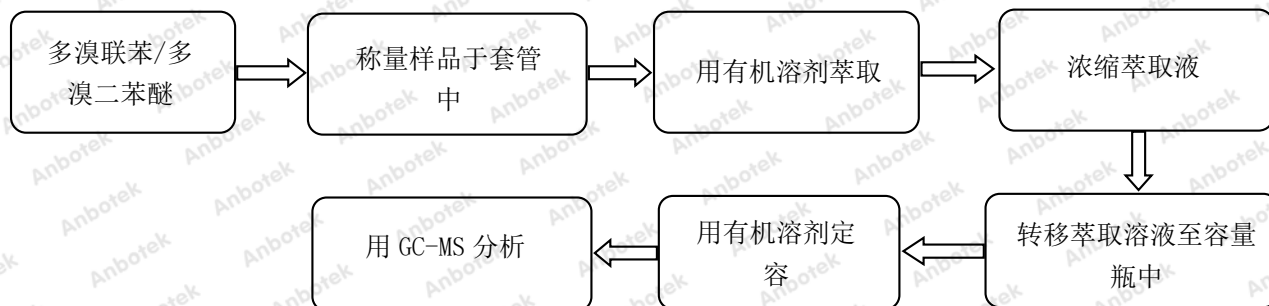 多溴联苯/多
溴二苯醚
称量样品于套管
中
用有机溶剂萃取
浓缩萃取液
转移萃取溶液至容量
瓶中
用有机溶剂定
容
用 GC-MS 分析
Anbotek